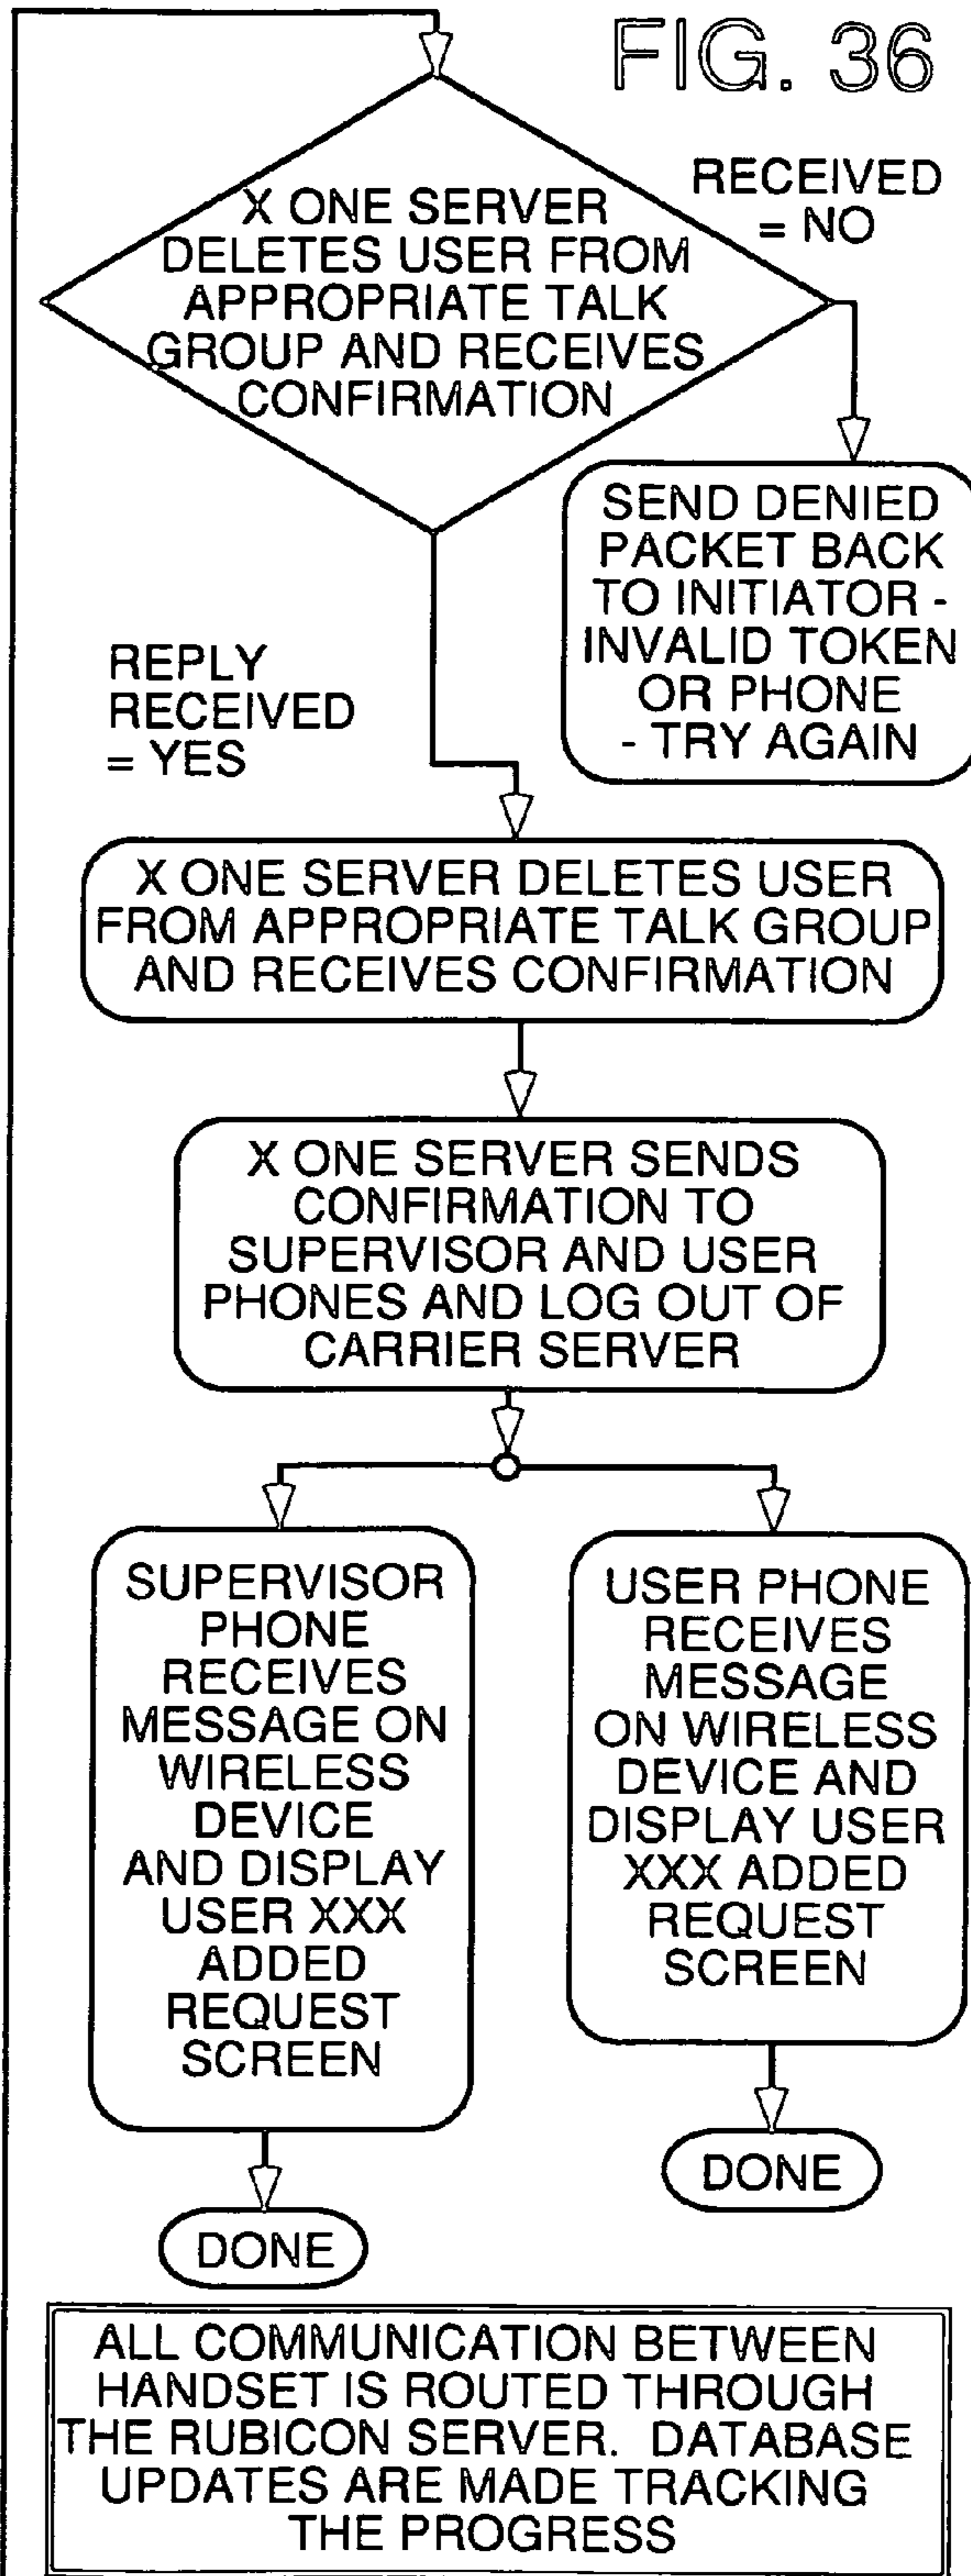 FIG. 36
X ONE SERVER
DELETES USER FROM
APPROPRIATE TALK
GROUP AND RECEIVES
CONFIRMATION
RECEIVED
= NO
SEND DENIED
PACKET BACK
TO INITIATOR -
INVALID TOKEN
OR PHONE
- TRY AGAIN
REPLY
RECEIVED
= YES
X ONE SERVER DELETES USER
FROM APPROPRIATE TALK GROUP
AND RECEIVES CONFIRMATION
X ONE SERVER SENDS
CONFIRMATION TO
SUPERVISOR AND USER
PHONES AND LOG OUT OF
CARRIER SERVER
SUPERVISOR
PHONE
RECEIVES
MESSAGE ON
WIRELESS
DEVICE
AND DISPLAY
USER XXX
ADDED
REQUEST
SCREEN
DONE
USER PHONE
RECEIVES
MESSAGE
ON WIRELESS
DEVICE AND
DISPLAY USER
XXX ADDED
REQUEST
SCREEN
DONE
ALL COMMUNICATION BETWEEN
HANDSET IS ROUTED THROUGH
THE RUBICON SERVER. DATABASE
UPDATES ARE MADE TRACKING
THE PROGRESS